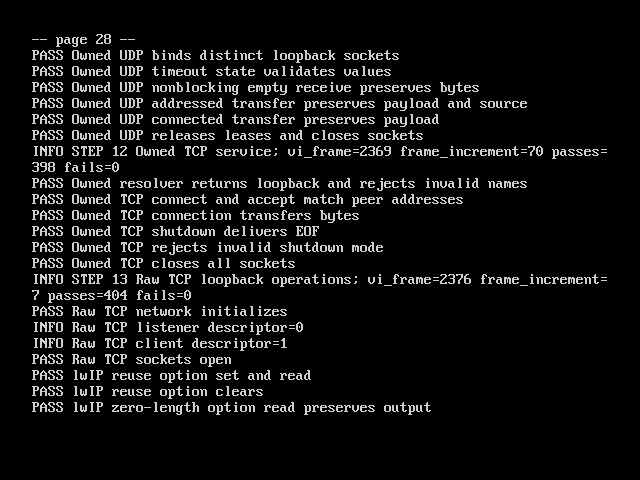 -- page 28 --
PASS Owned UDP binds distinct loopback sockets
PASS Owned UDP timeout state validates values
PASS Owned UDP nonblocking empty receive preserves bytes
PASS Owned UDP addressed transfer preserves payload and source
PASS Owned UDP connected transfer preserves payload
PASS Owned UDP releases leases and closes sockets
INFO STEP 12 Owned TCP service; vi_frame=2369 frame_increment=70 passes=
398 fails=0
PASS Owned resolver returns loopback and rejects invalid names
PASS Owned TCP connect and accept match peer addresses
PASS Owned TCP connection transfers bytes
PASS Owned TCP shutdown delivers EOF
PASS Owned TCP rejects invalid shutdown mode
PASS Owned TCP closes all sockets
INFO STEP 13 Raw TCP loopback operations; vi_frame=2376 frame_increment=
7 passes=404 fails=0
PASS Raw TCP network initializes
INFO Raw TCP listener descriptor=0
INFO Raw TCP client descriptor=1
PASS Raw TCP sockets open
PASS lwIP reuse option set and read
PASS lwIP reuse option clears
PASS lwIP zero-length option read preserves output